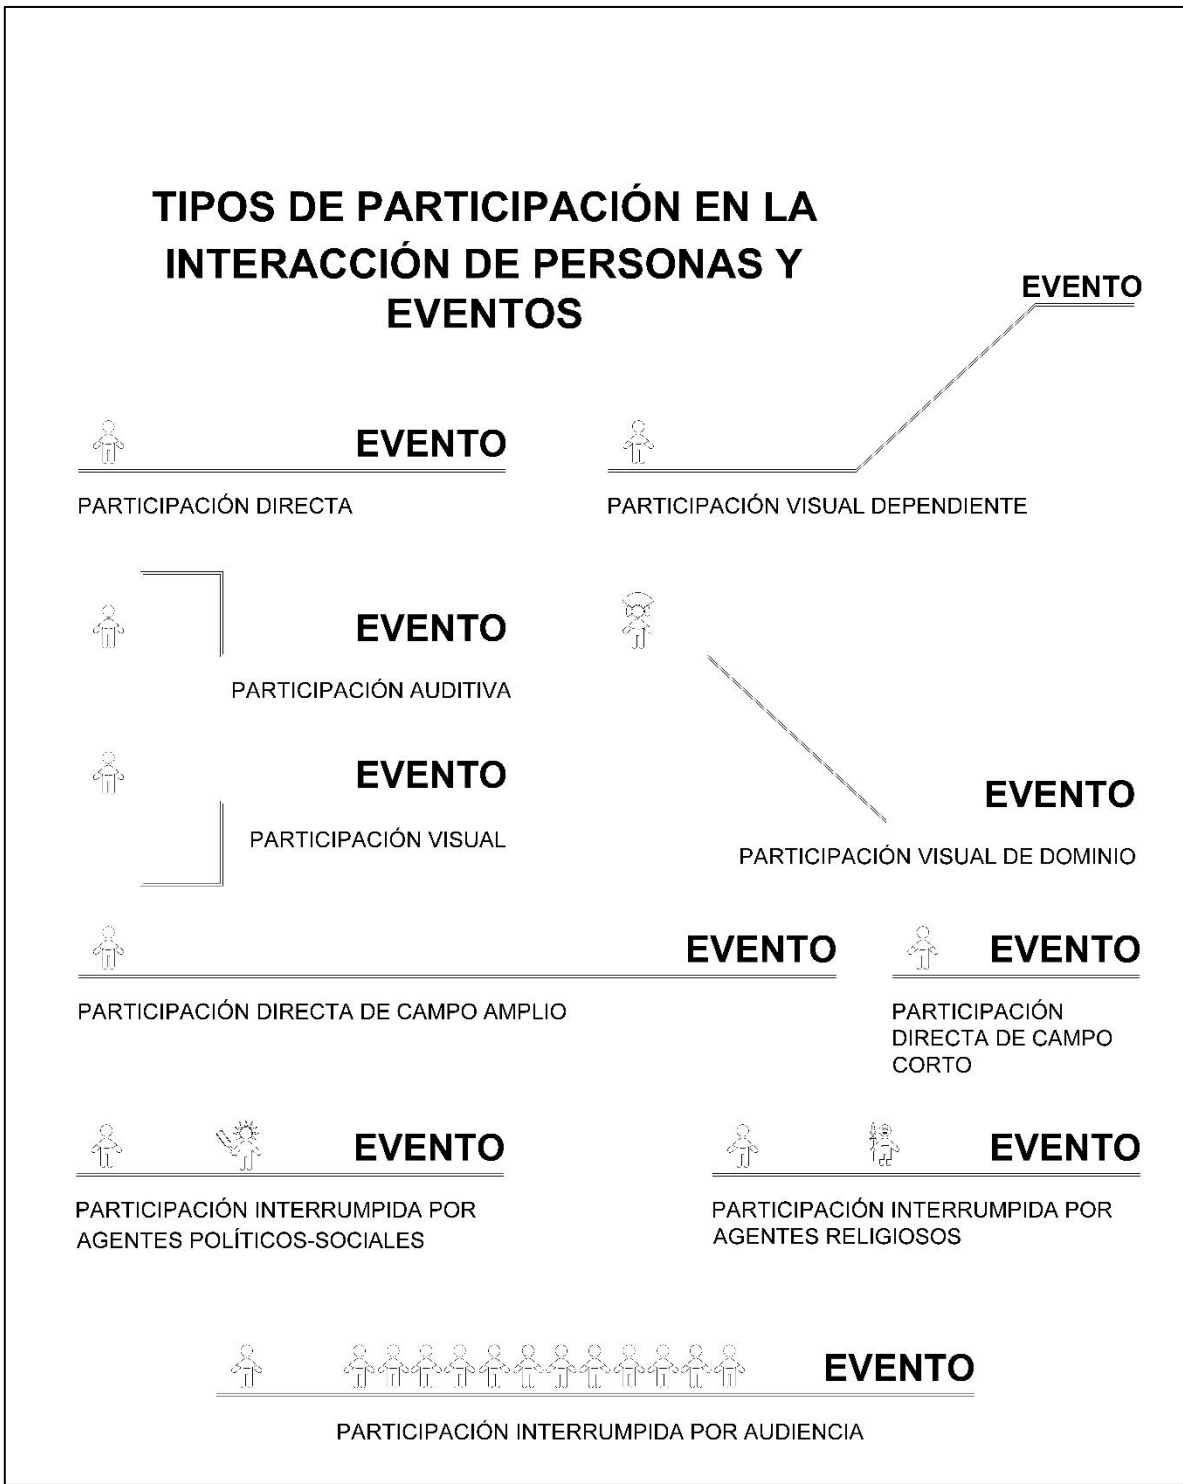 TIPOS DE PARTICIPACIÓN EN LA
INTERACCIÓN DE PERSONAS Y
EVENTOS
EVENTO
EVENTO
PARTICIPACIÓN DIRECTA
PARTICIPACIÓN VISUAL DEPENDIENTE
EVENTO
PARTICIPACIÓN AUDITIVA
EVENTO
PARTICIPACIÓN VISUAL
EVENTO
PARTICIPACIÓN VISUAL DE DOMINIO
EVENTO
PARTICIPACIÓN DIRECTA DE CAMPO AMPLIO
EVENTO
PARTICIPACIÓN
DIRECTA DE CAMPO
CORTO
EVENTO
PARTICIPACIÓN INTERRUMPIDA POR
AGENTES POLÍTICOS-SOCIALES
EVENTO
PARTICIPACIÓN INTERRUMPIDA POR
AGENTES RELIGIOSOS
EVENTO
PARTICIPACIÓN INTERRUMPIDA POR AUDIENCIA